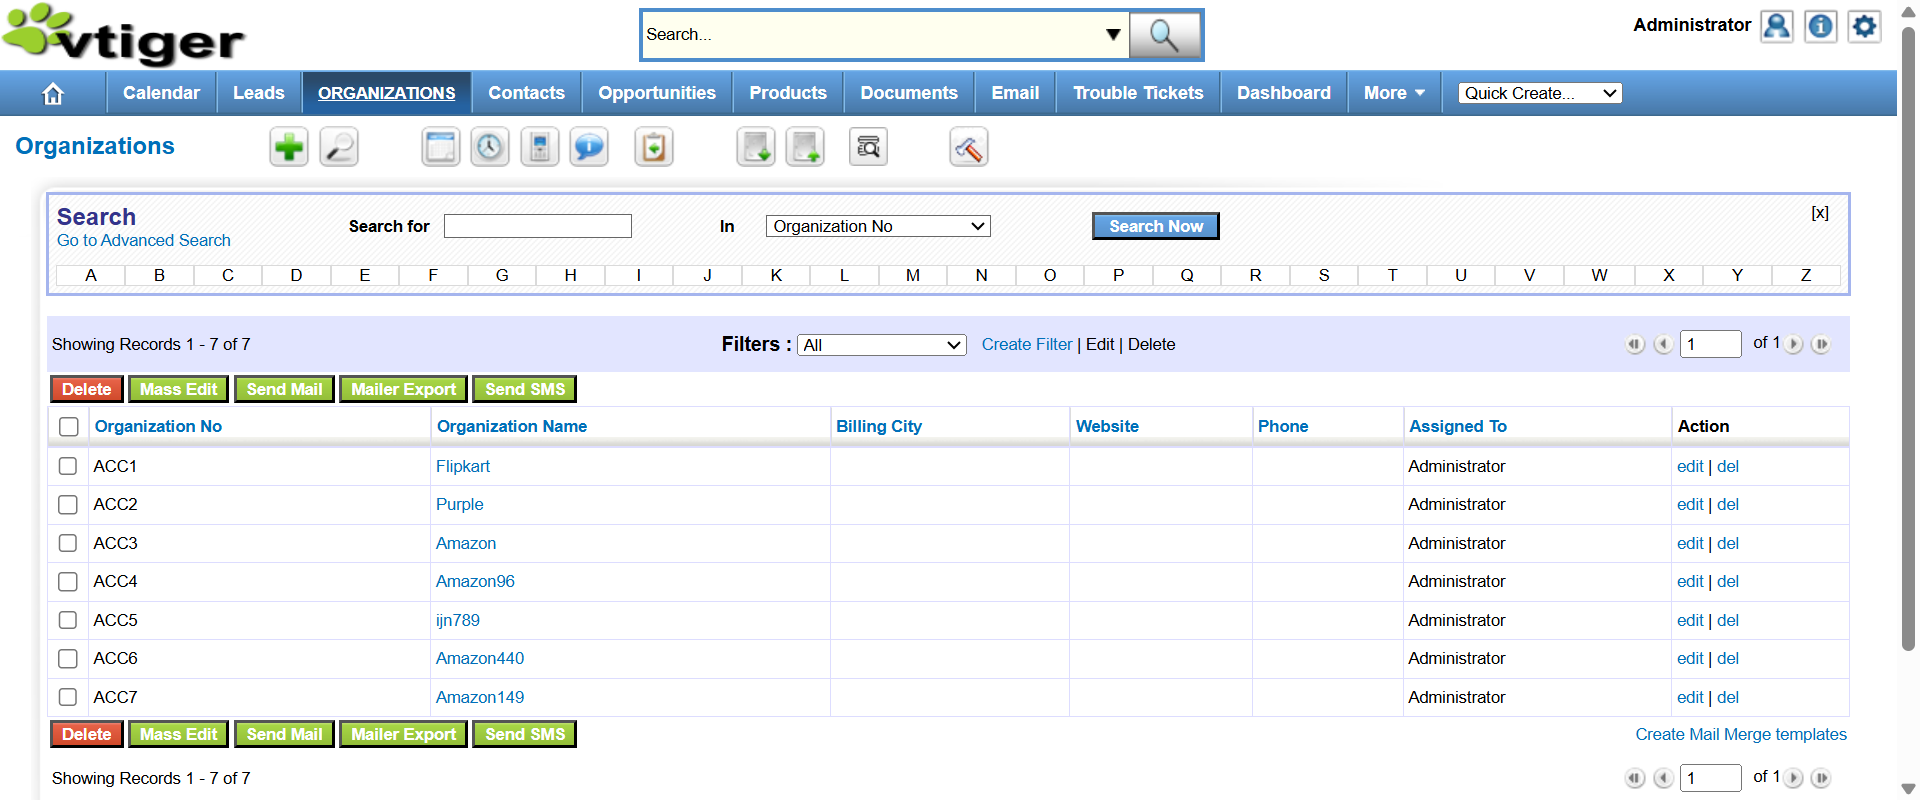 vtiger
Search...
Administrator
Calendar Leads ORGANIZATIONS Contacts Opportunities Products Documents Email Trouble Tickets Dashboard More Quick Create...
Organizations
Search
Go to Advanced Search
Search for In Organization No Search Now [x]
A B C D E F G H I J K L M N O P Q R S T U V W X Y Z
Showing Records 1 - 7 of 7 Filters : All Create Filter | Edit | Delete 1 of 1
Delete Mass Edit Send Mail Mailer Export Send SMS
Organization No Organization Name Billing City Website Phone Assigned To Action
ACC1 Flipkart Administrator edit | del
ACC2 Purple Administrator edit | del
ACC3 Amazon Administrator edit | del
ACC4 Amazon96 Administrator edit | del
ACC5 ijn789 Administrator edit | del
ACC6 Amazon440 Administrator edit | del
ACC7 Amazon149 Administrator edit | del
Delete Mass Edit Send Mail Mailer Export Send SMS Create Mail Merge templates
Showing Records 1 - 7 of 7 1 of 1